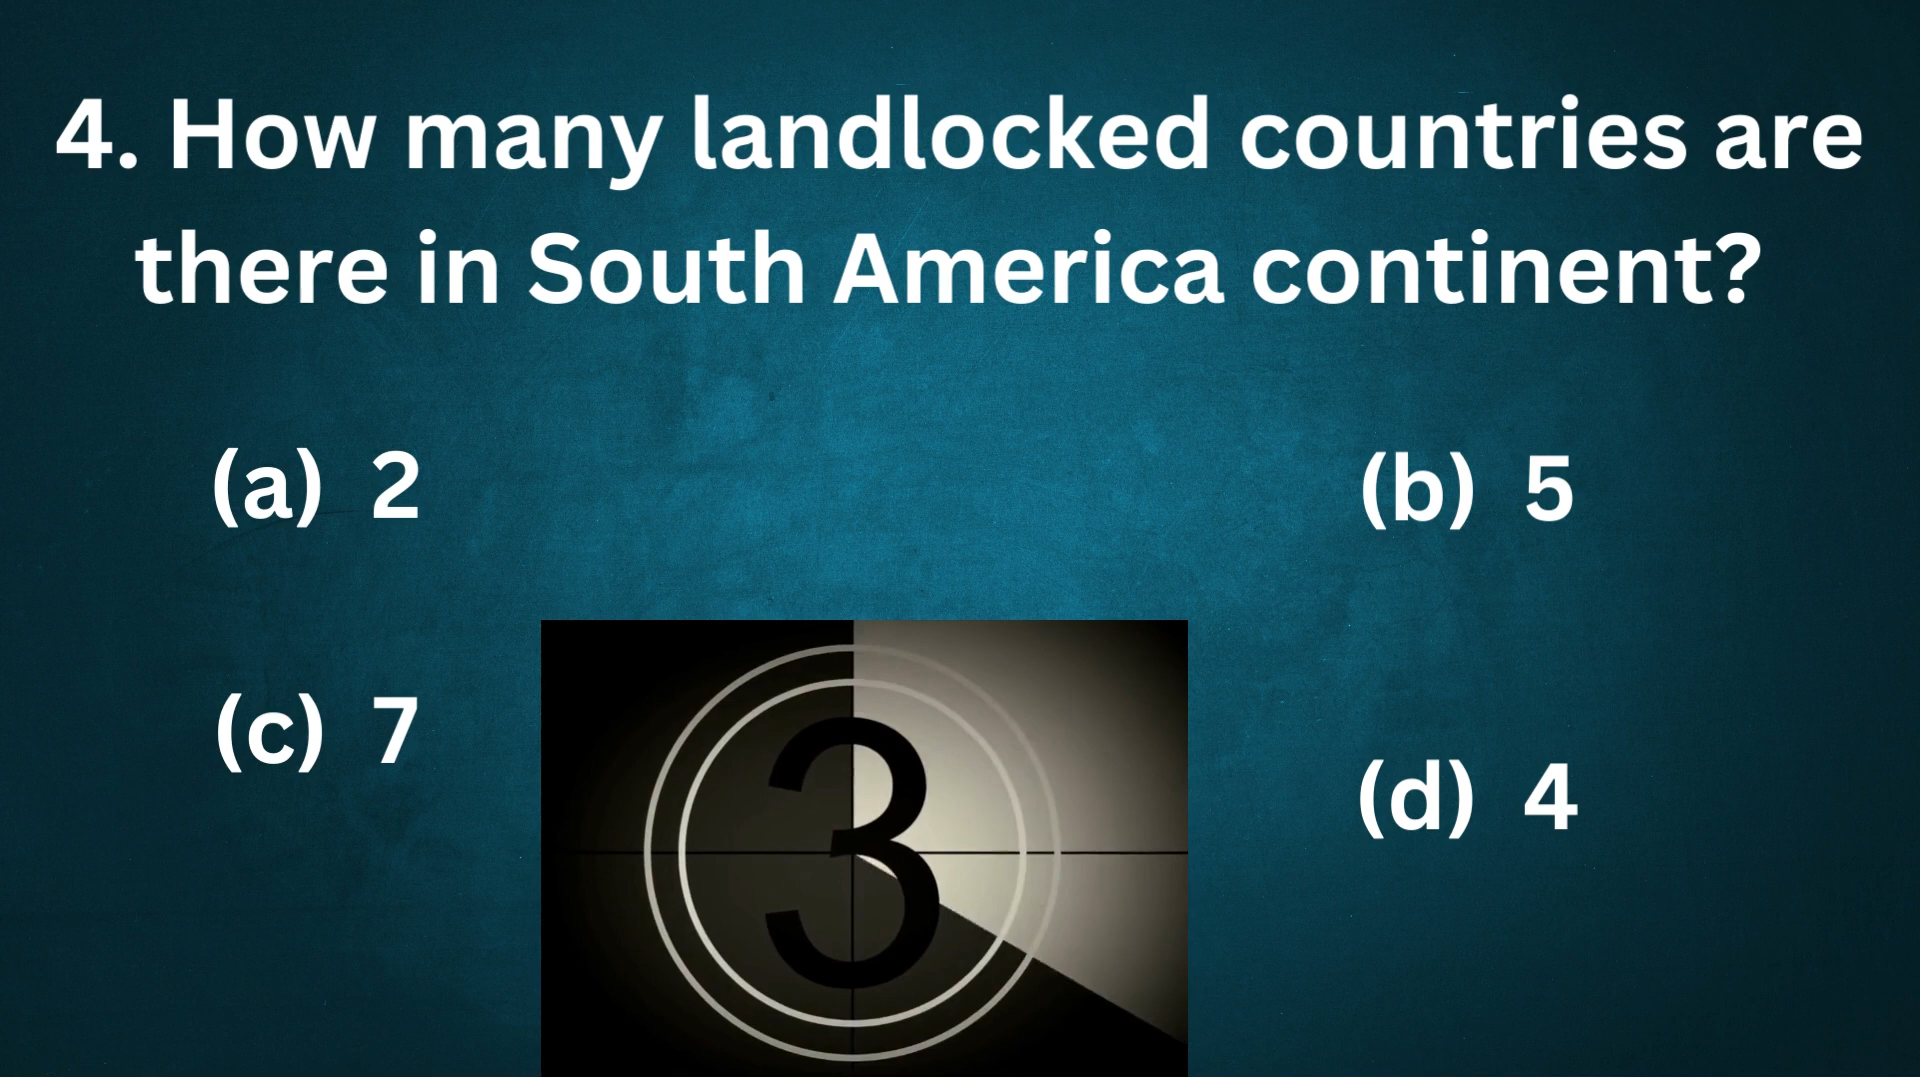 4. How many landlocked countries are
there in South America continent?
(a) 2
(b) 5
(c) 7
(d) 4
3